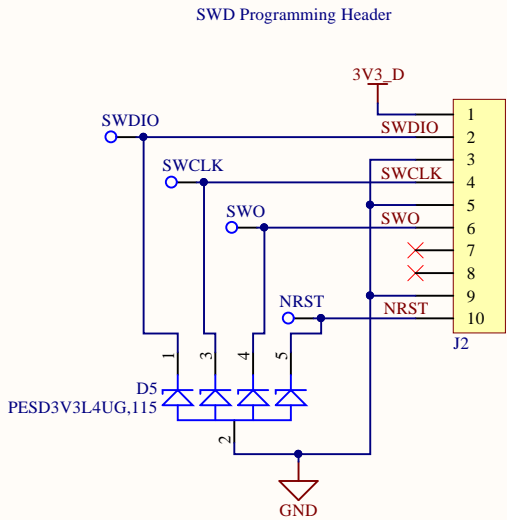 SWD Programming Header
3V3_D
1
SWDIO
SWDIO
2
3
SWCLK
SWCLK
4
5
SWO
SWO
6
7
8
NRST
9
NRST
10
J2
1
3
4
5
D5
PESD3V3L4UG,115
2
GND